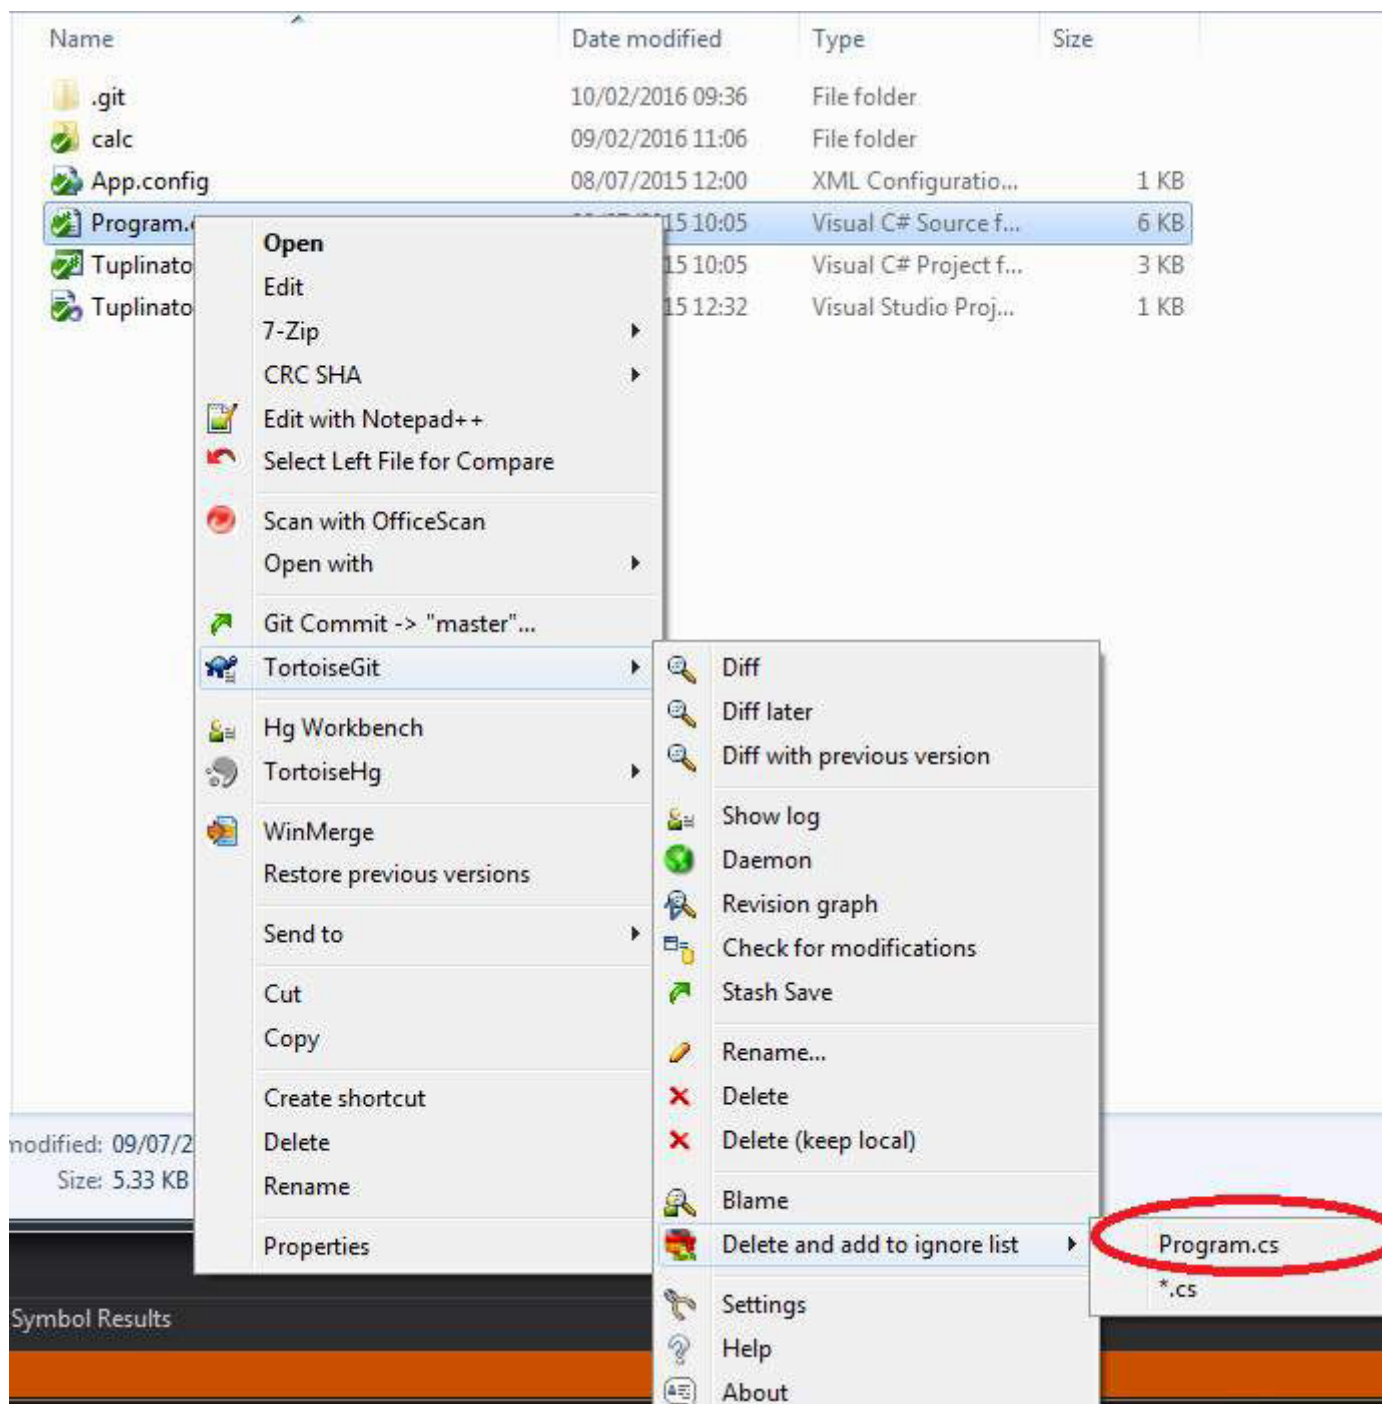 Name Date modified Type Size
.git 10/02/2016 09:36 File folder
calc 09/02/2016 11:06 File folder
App.config 08/07/2015 12:00 XML Configuratio... 1 KB
Program. 15 10:05 Visual C# Source f... 6 KB
Tuplinato 15 10:05 Visual C# Project f... 3 KB
Tuplinato 15 12:32 Visual Studio Proj... 1 KB
Open
Edit
7-Zip
CRC SHA
Edit with Notepad++
Select Left File for Compare
Scan with OfficeScan
Open with
Git Commit -> "master"...
TortoiseGit
Hg Workbench
TortoiseHg
WinMerge
Restore previous versions
Send to
Cut
Copy
Create shortcut
Delete
Rename
Properties
Diff
Diff later
Diff with previous version
Show log
Daemon
Revision graph
Check for modifications
Stash Save
Rename...
Delete
Delete (keep local)
Blame
Delete and add to ignore list
Settings
Help
About
Program.cs
*.cs
modified: 09/07/2
Size: 5.33 KB
Symbol Results